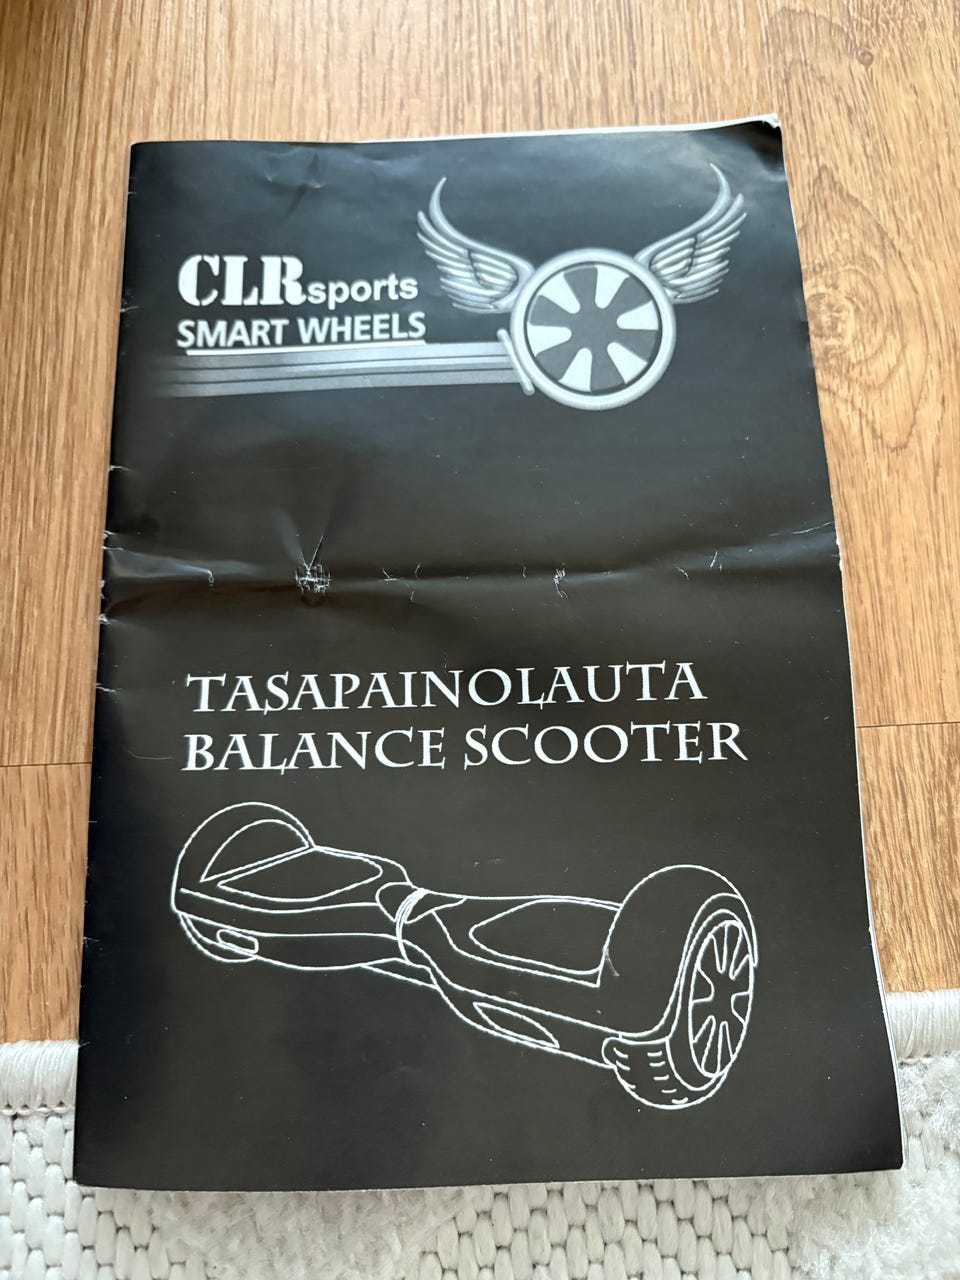 CLRsports
SMART WHEELS
TASAPAINOLAUTA
BALANCE SCOOTER